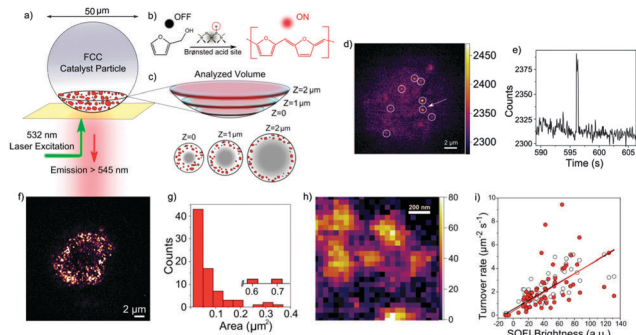 a)
50 μm
FCC
Catalyst Particle
532 nm
Laser Excitation
Emission > 545 nm
b)
OFF
OH
Brønsted acid site
ON
c)
Analyzed Volume
Z=2 μm
Z=1 μm
Z=0
Z=0
Z=1 μm
Z=2 μm
d)
2 μm
2450
2400
2350
2300
e)
Counts
2375
2350
2325
2300
590 595 600 605
Time (s)
f)
2 μm
g)
Counts
40
30
20
10
0
0.6 0.7
0.0 0.1 0.2 0.3 0.4
Area (μm²)
h)
200 nm
80
60
40
20
0
i)
Turnover rate (μm⁻² s⁻¹)
10
8
6
4
2
0
-20 0 20 40 60 80 100 120 140
SOFI Brightness (a.u.)